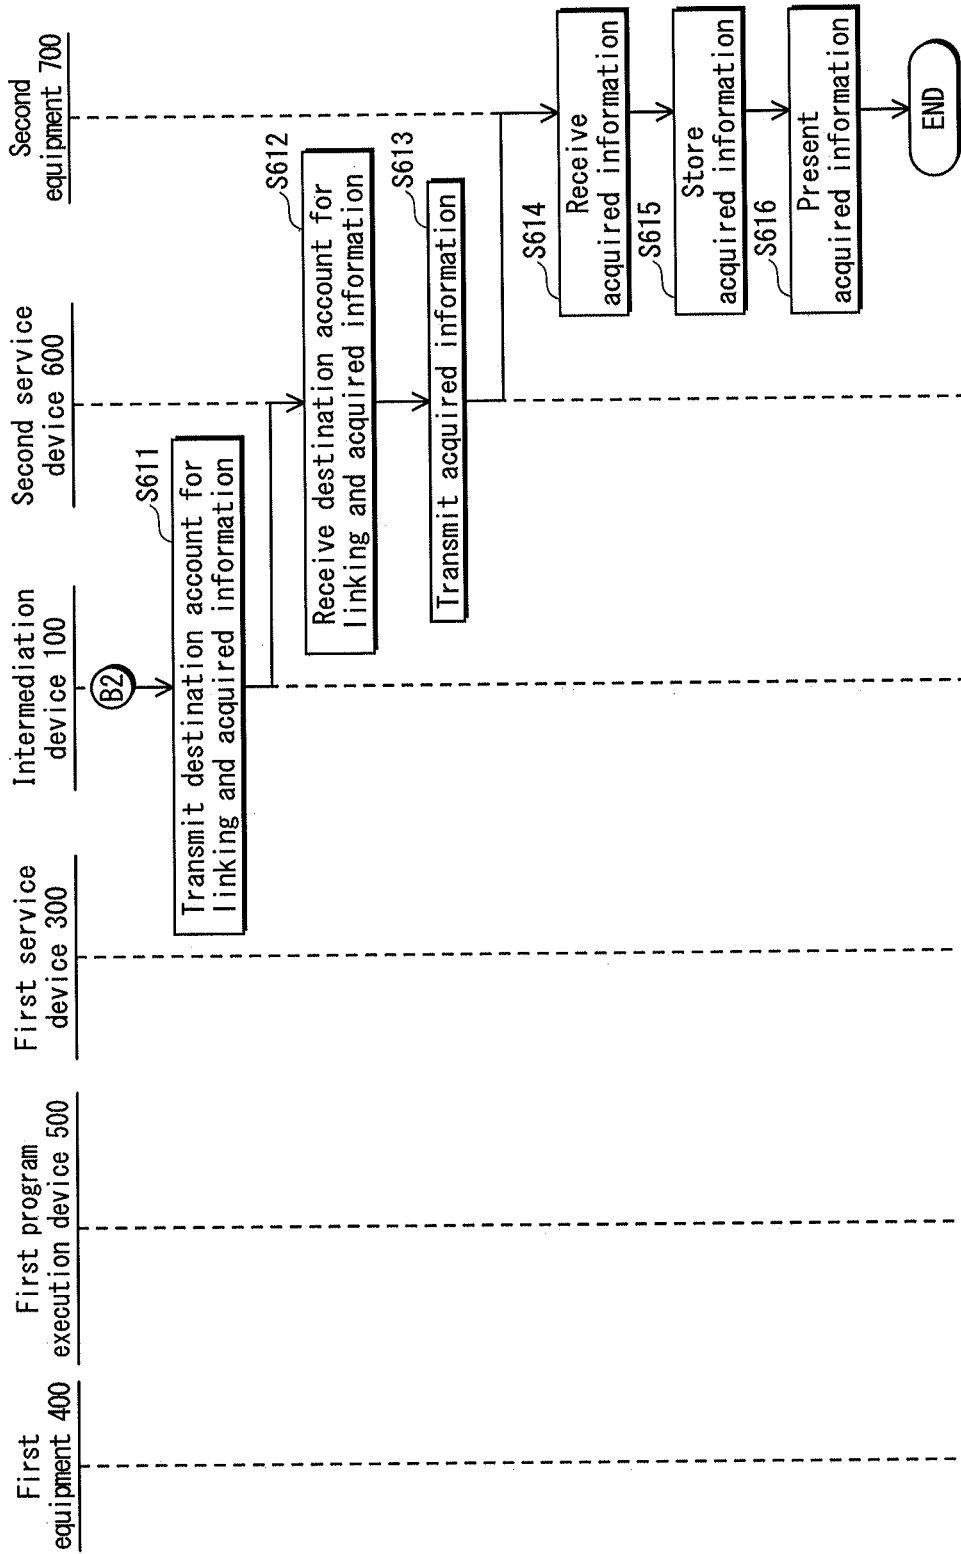 First
equipment 400
First program
execution device 500
First service
device 300
Intermediation
device 100
Second service
device 600
Second
equipment 700
B2
S611
Transmit destination account for
linking and acquired information
S612
Receive destination account for
linking and acquired information
S613
Transmit acquired information
S614
Receive
acquired information
S615
Store
acquired information
S616
Present
acquired information
END